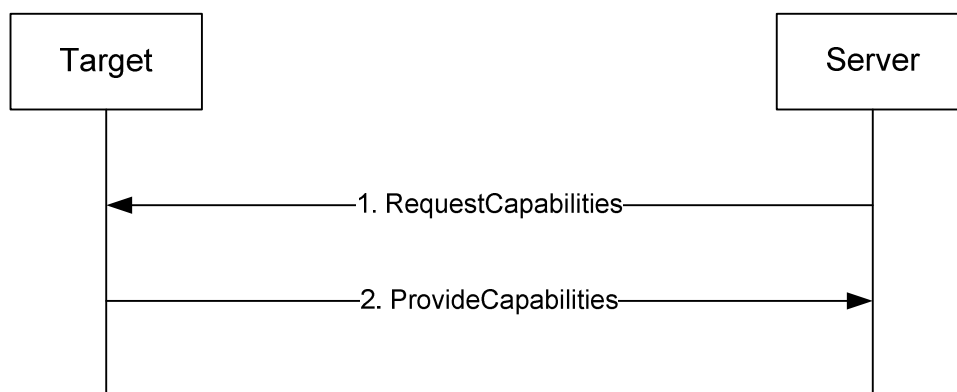 Target
Server
1. RequestCapabilities
2. ProvideCapabilities